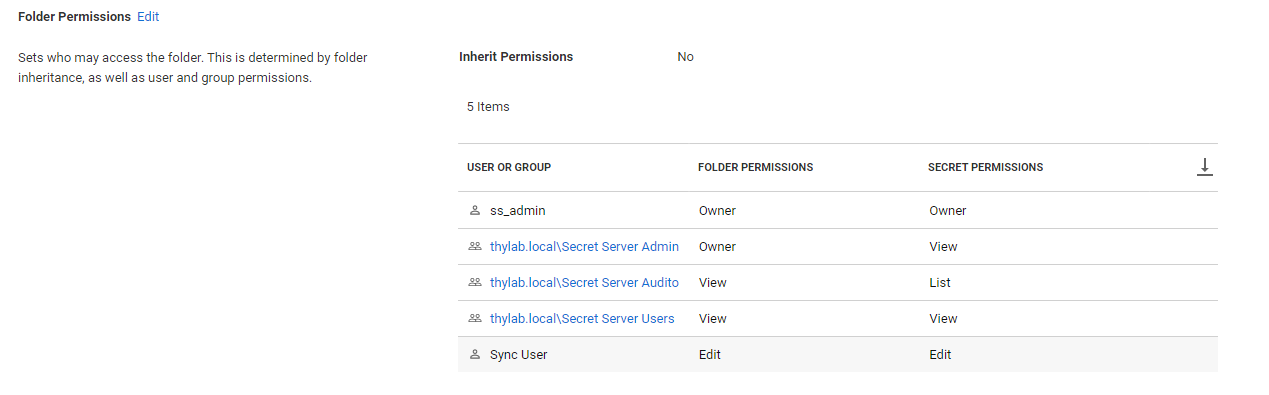 Folder Permissions Edit
Sets who may access the folder. This is determined by folder
inheritance, as well as user and group permissions.
Inherit Permissions No
5 Items
USER OR GROUP FOLDER PERMISSIONS SECRET PERMISSIONS
ss_admin Owner Owner
thylab.local\Secret Server Admin Owner View
thylab.local\Secret Server Audito View List
thylab.local\Secret Server Users View View
Sync User Edit Edit